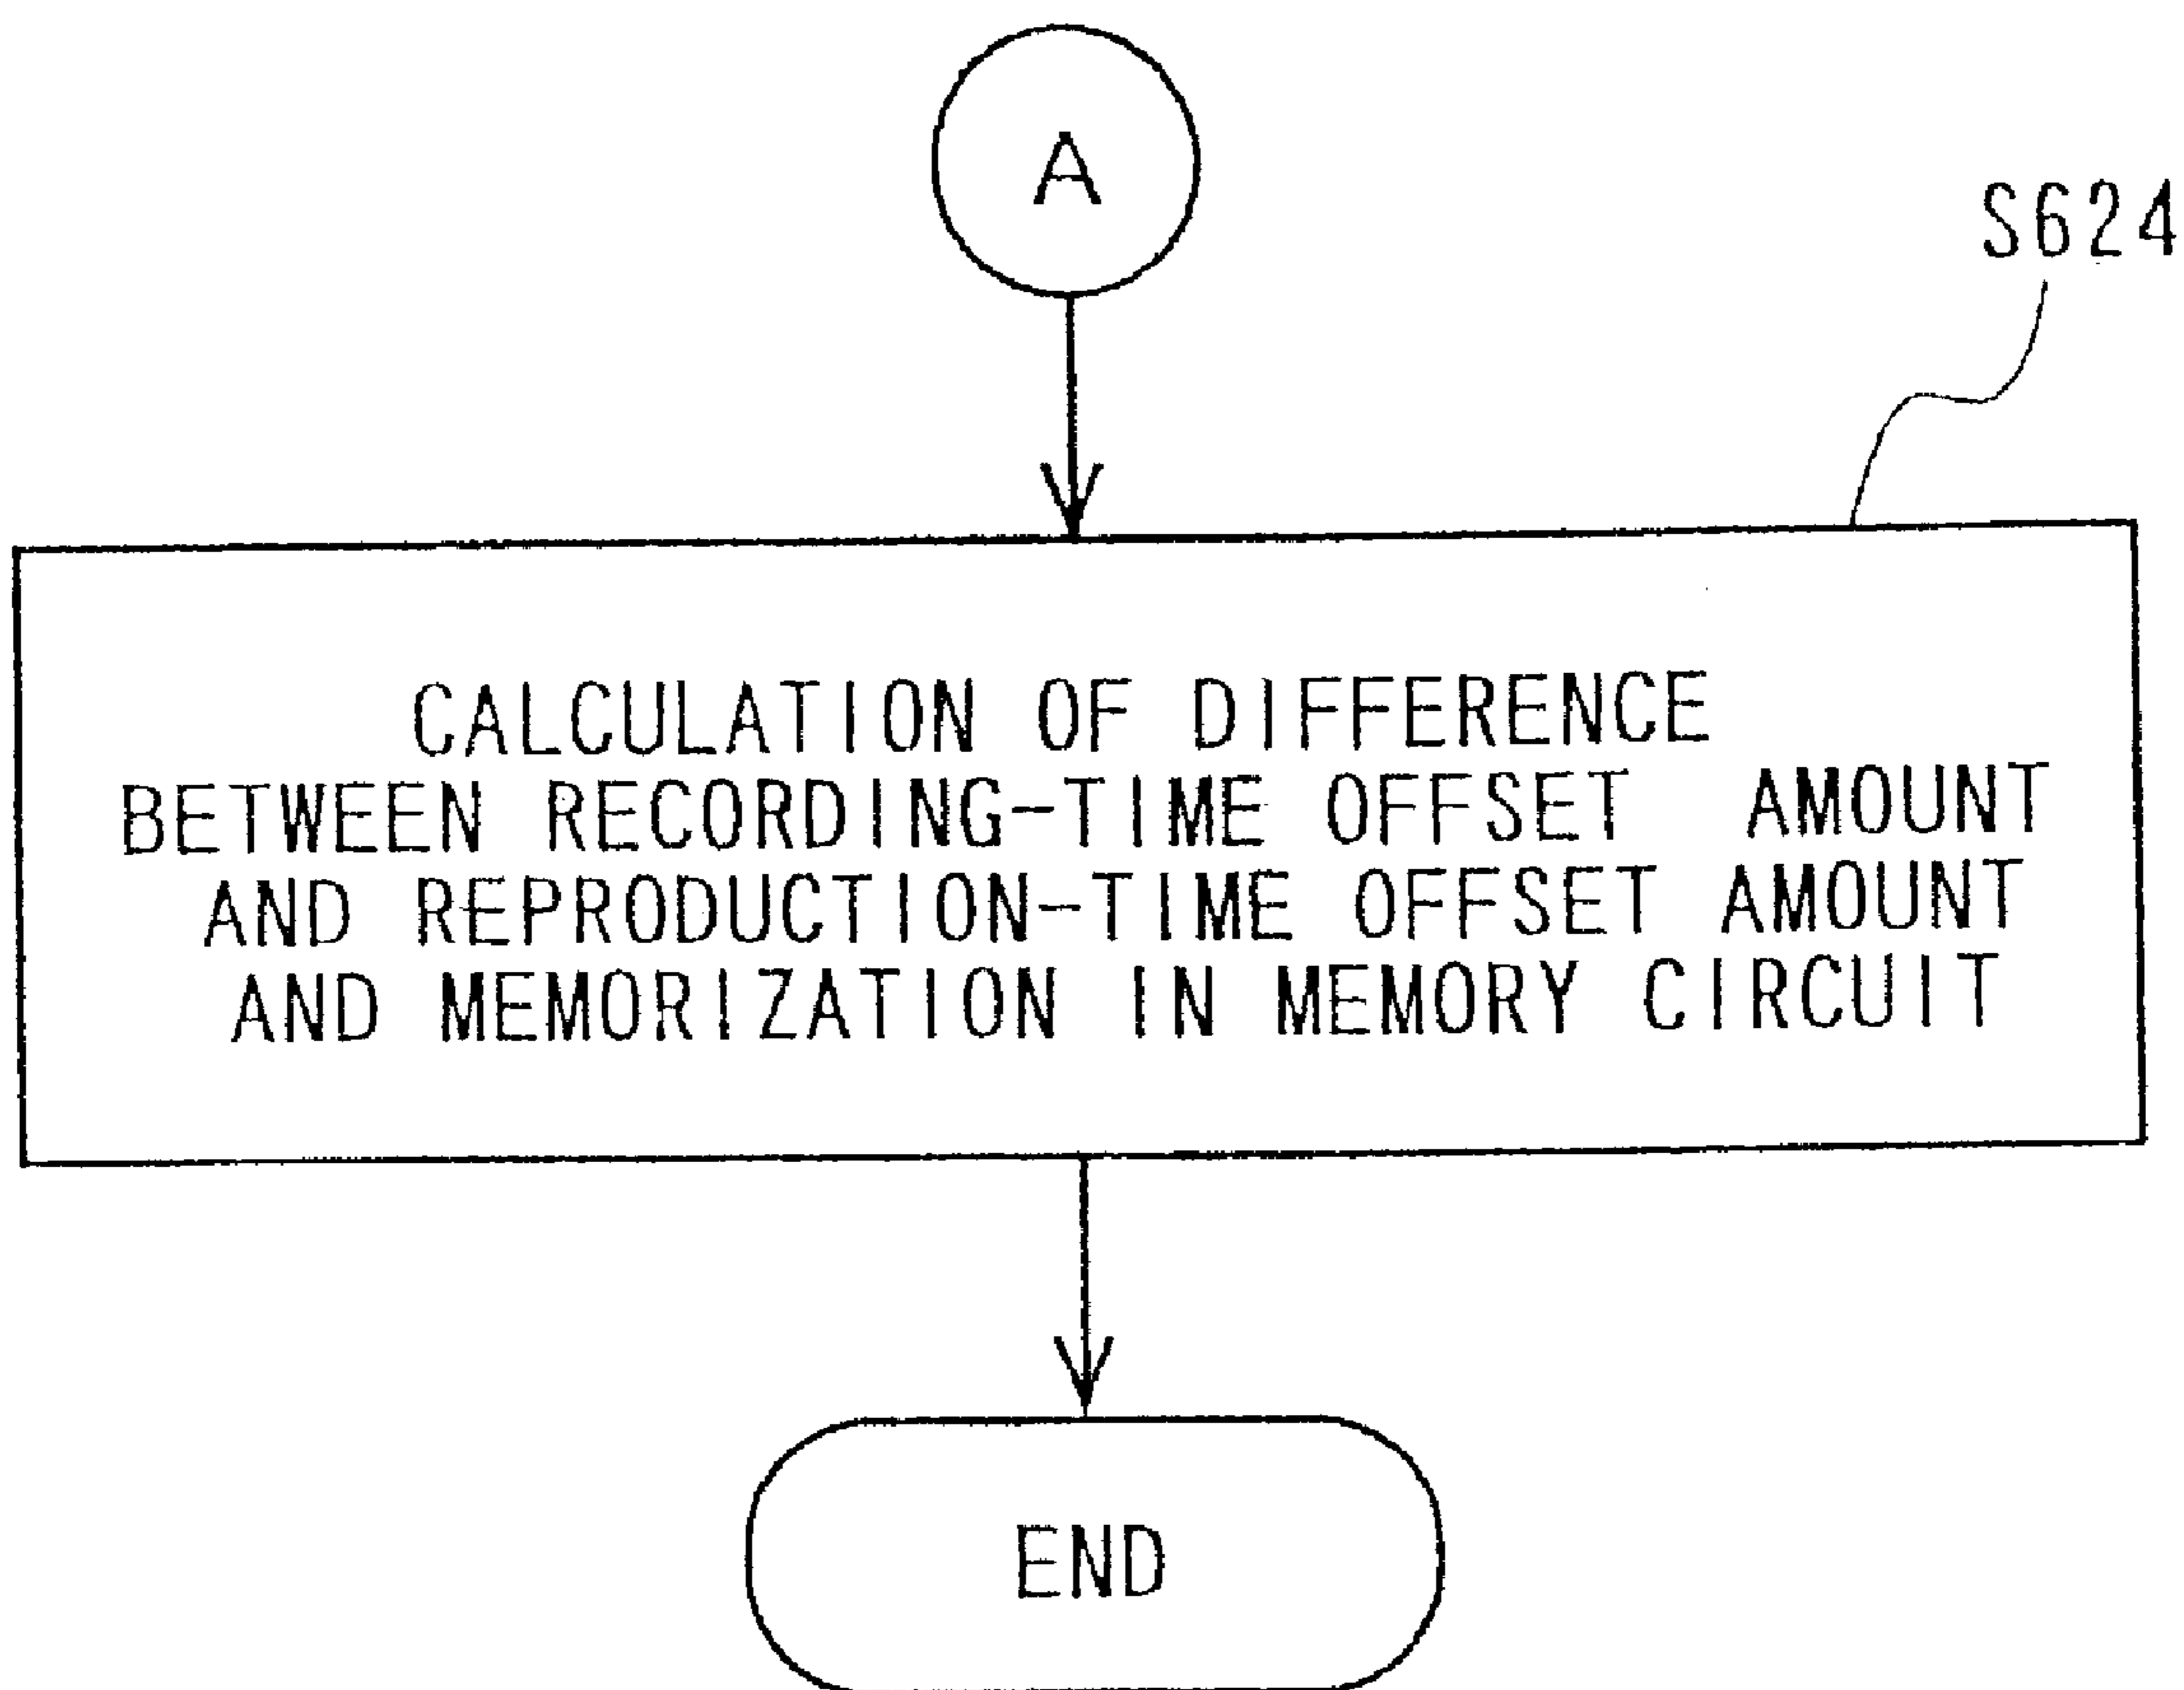 A
S624
CALCULATION OF DIFFERENCE
BETWEEN RECORDING-TIME OFFSET AMOUNT
AND REPRODUCTION-TIME OFFSET AMOUNT
AND MEMORIZATION IN MEMORY CIRCUIT
END